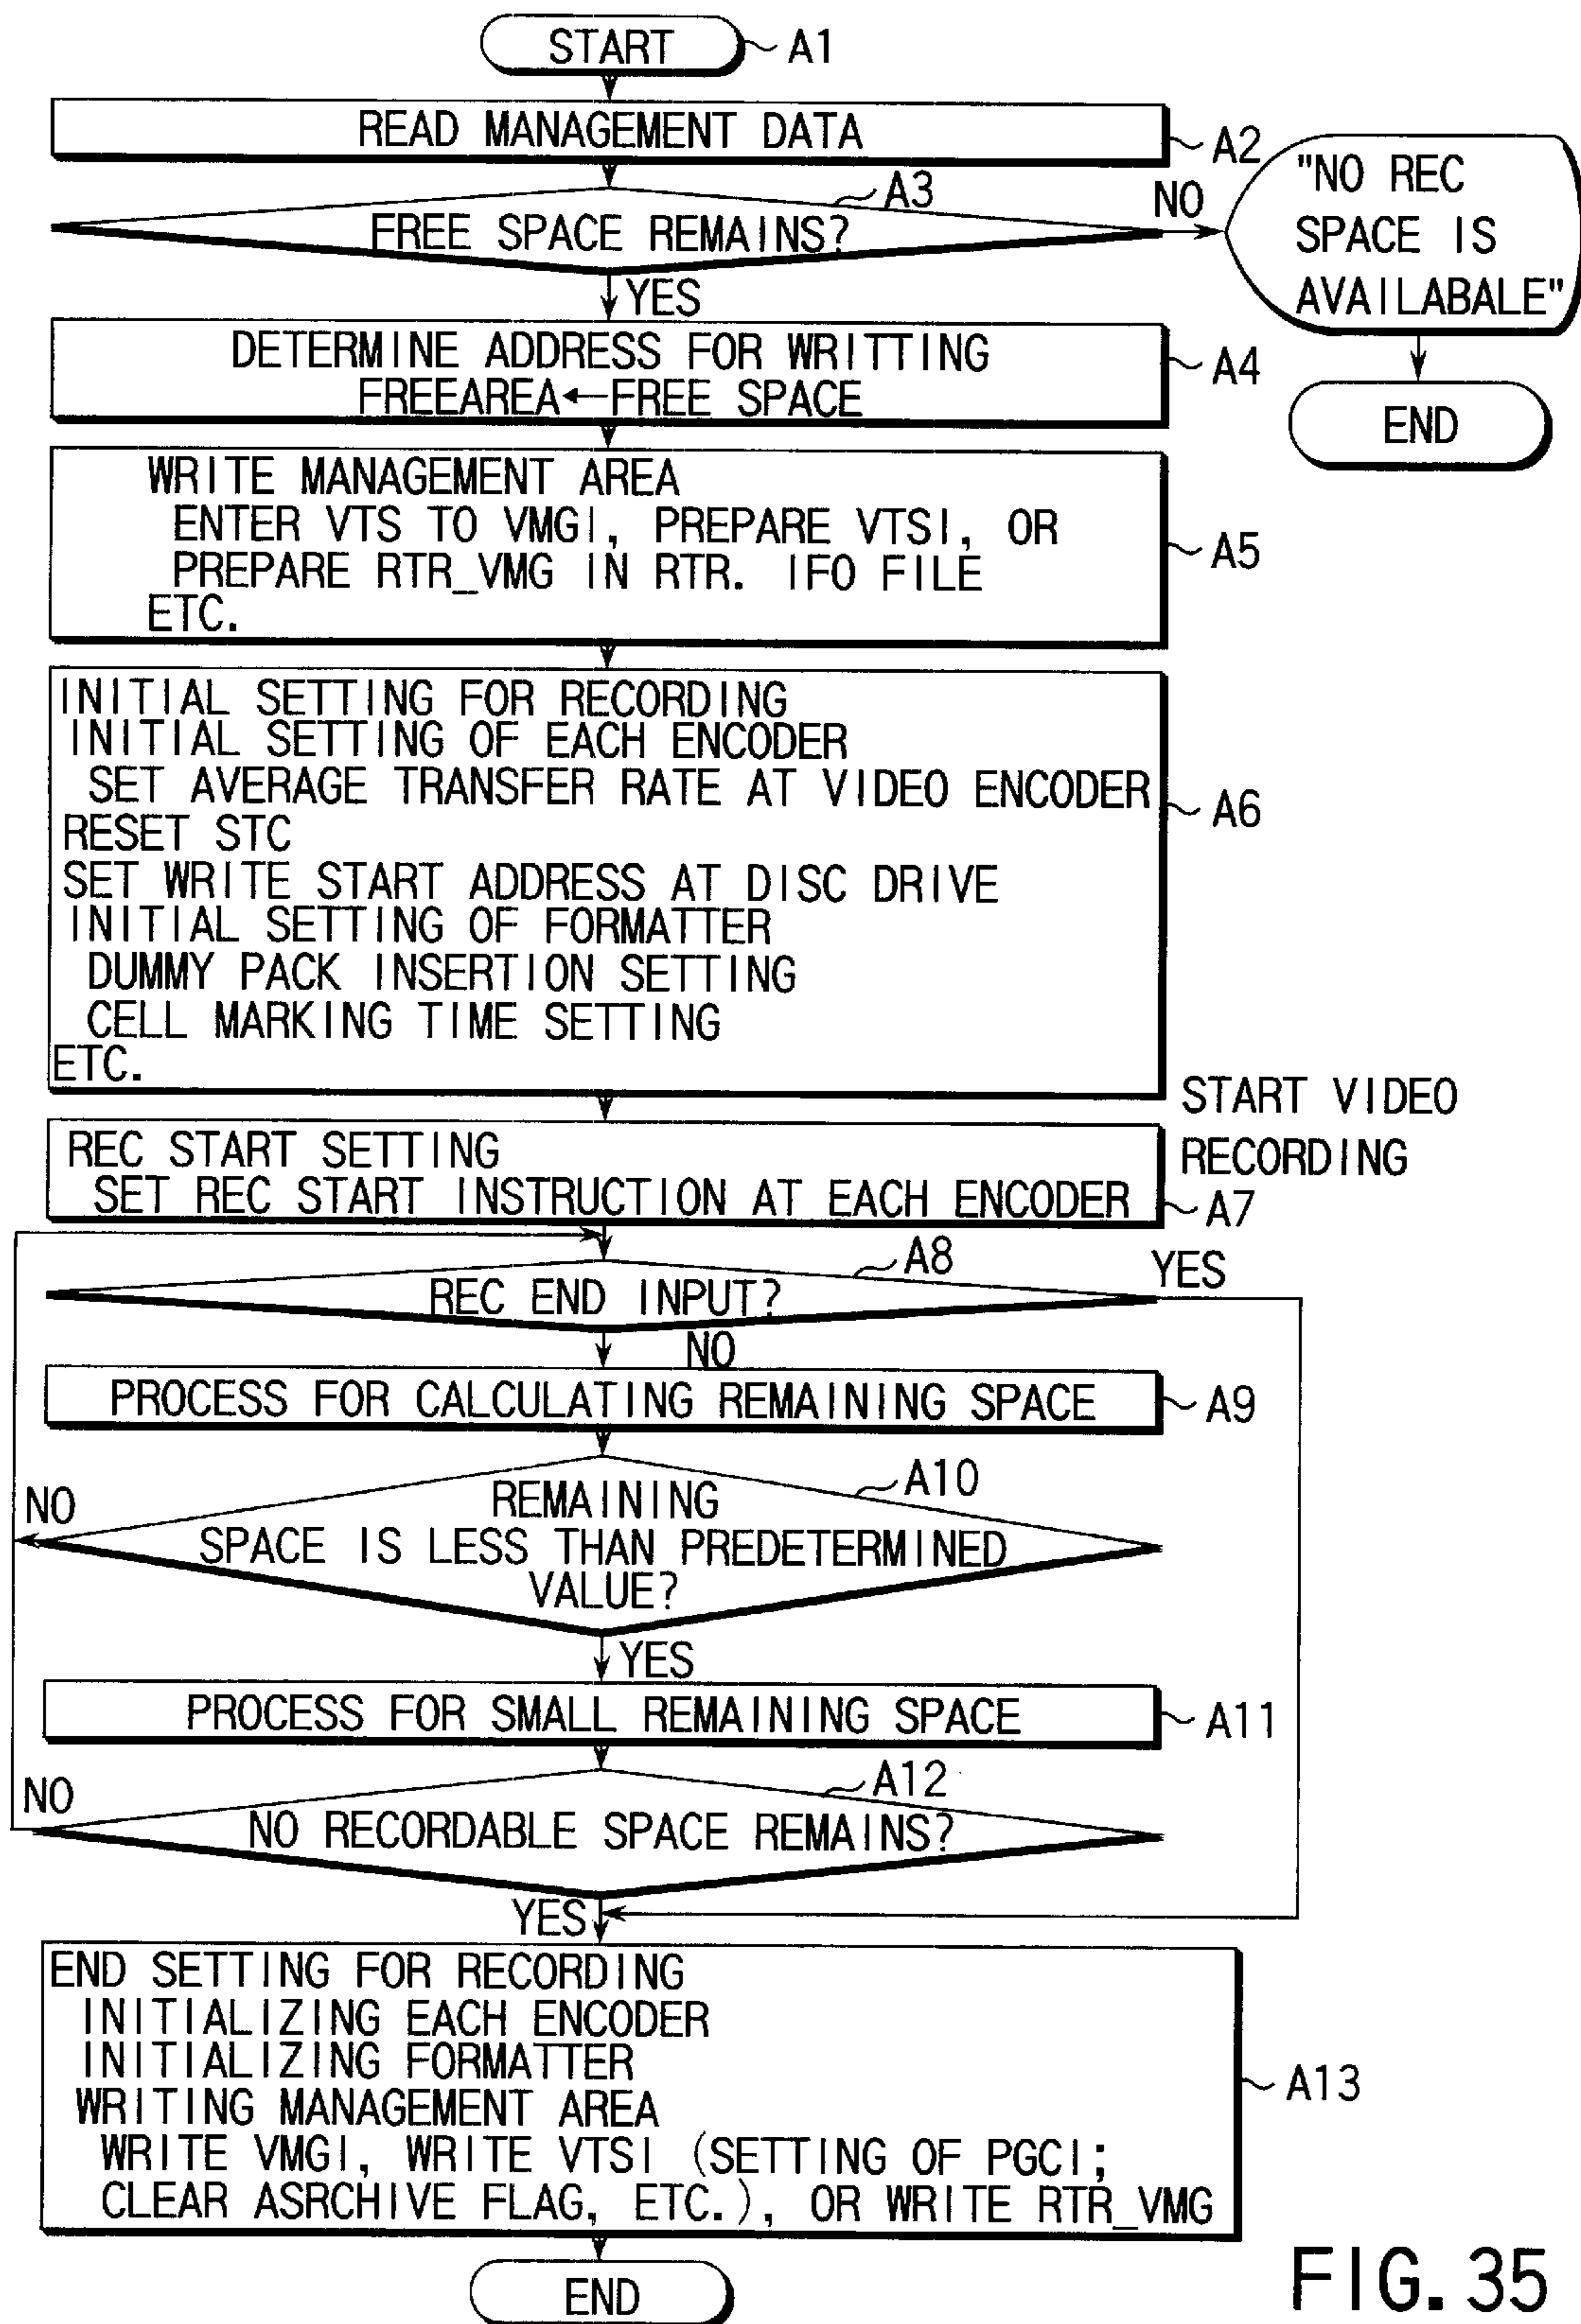 START
A1
READ MANAGEMENT DATA
A2
"NO REC
SPACE IS
AVAILABALE"
A3
NO
FREE SPACE REMAINS?
YES
DETERMINE ADDRESS FOR WRITTING
FREEAREA←FREE SPACE
A4
END
WRITE MANAGEMENT AREA
ENTER VTS TO VMGI, PREPARE VTSI, OR
PREPARE RTR_VMG IN RTR. IFO FILE
ETC.
A5
INITIAL SETTING FOR RECORDING
INITIAL SETTING OF EACH ENCODER
SET AVERAGE TRANSFER RATE AT VIDEO ENCODER
RESET STC
SET WRITE START ADDRESS AT DISC DRIVE
INITIAL SETTING OF FORMATTER
DUMMY PACK INSERTION SETTING
CELL MARKING TIME SETTING
ETC.
A6
START VIDEO
RECORDING
REC START SETTING
SET REC START INSTRUCTION AT EACH ENCODER
A7
A8
YES
REC END INPUT?
NO
PROCESS FOR CALCULATING REMAINING SPACE
A9
A10
NO
REMAINING
SPACE IS LESS THAN PREDETERMINED
VALUE?
YES
PROCESS FOR SMALL REMAINING SPACE
A11
A12
NO
NO RECORDABLE SPACE REMAINS?
YES
END SETTING FOR RECORDING
INITIALIZING EACH ENCODER
INITIALIZING FORMATTER
WRITING MANAGEMENT AREA
WRITE VMGI, WRITE VTSI (SETTING OF PGCI;
CLEAR ASRCHIVE FLAG, ETC.), OR WRITE RTR_VMG
A13
END
FIG. 35